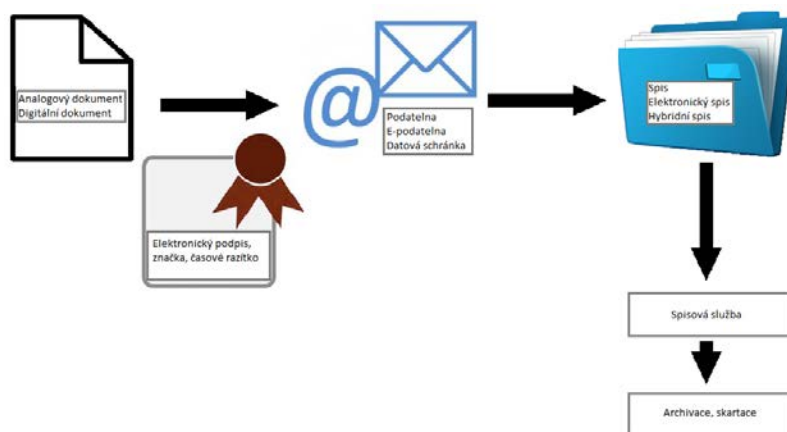 Analogový dokument
Digitální dokument
Elektronický podpis,
značka, časové razítko
@
Podatelna
E-podatelna
Datová schránka
Spis
Elektronický spis
Hybridní spis
Spisová služba
Archivace, skartace